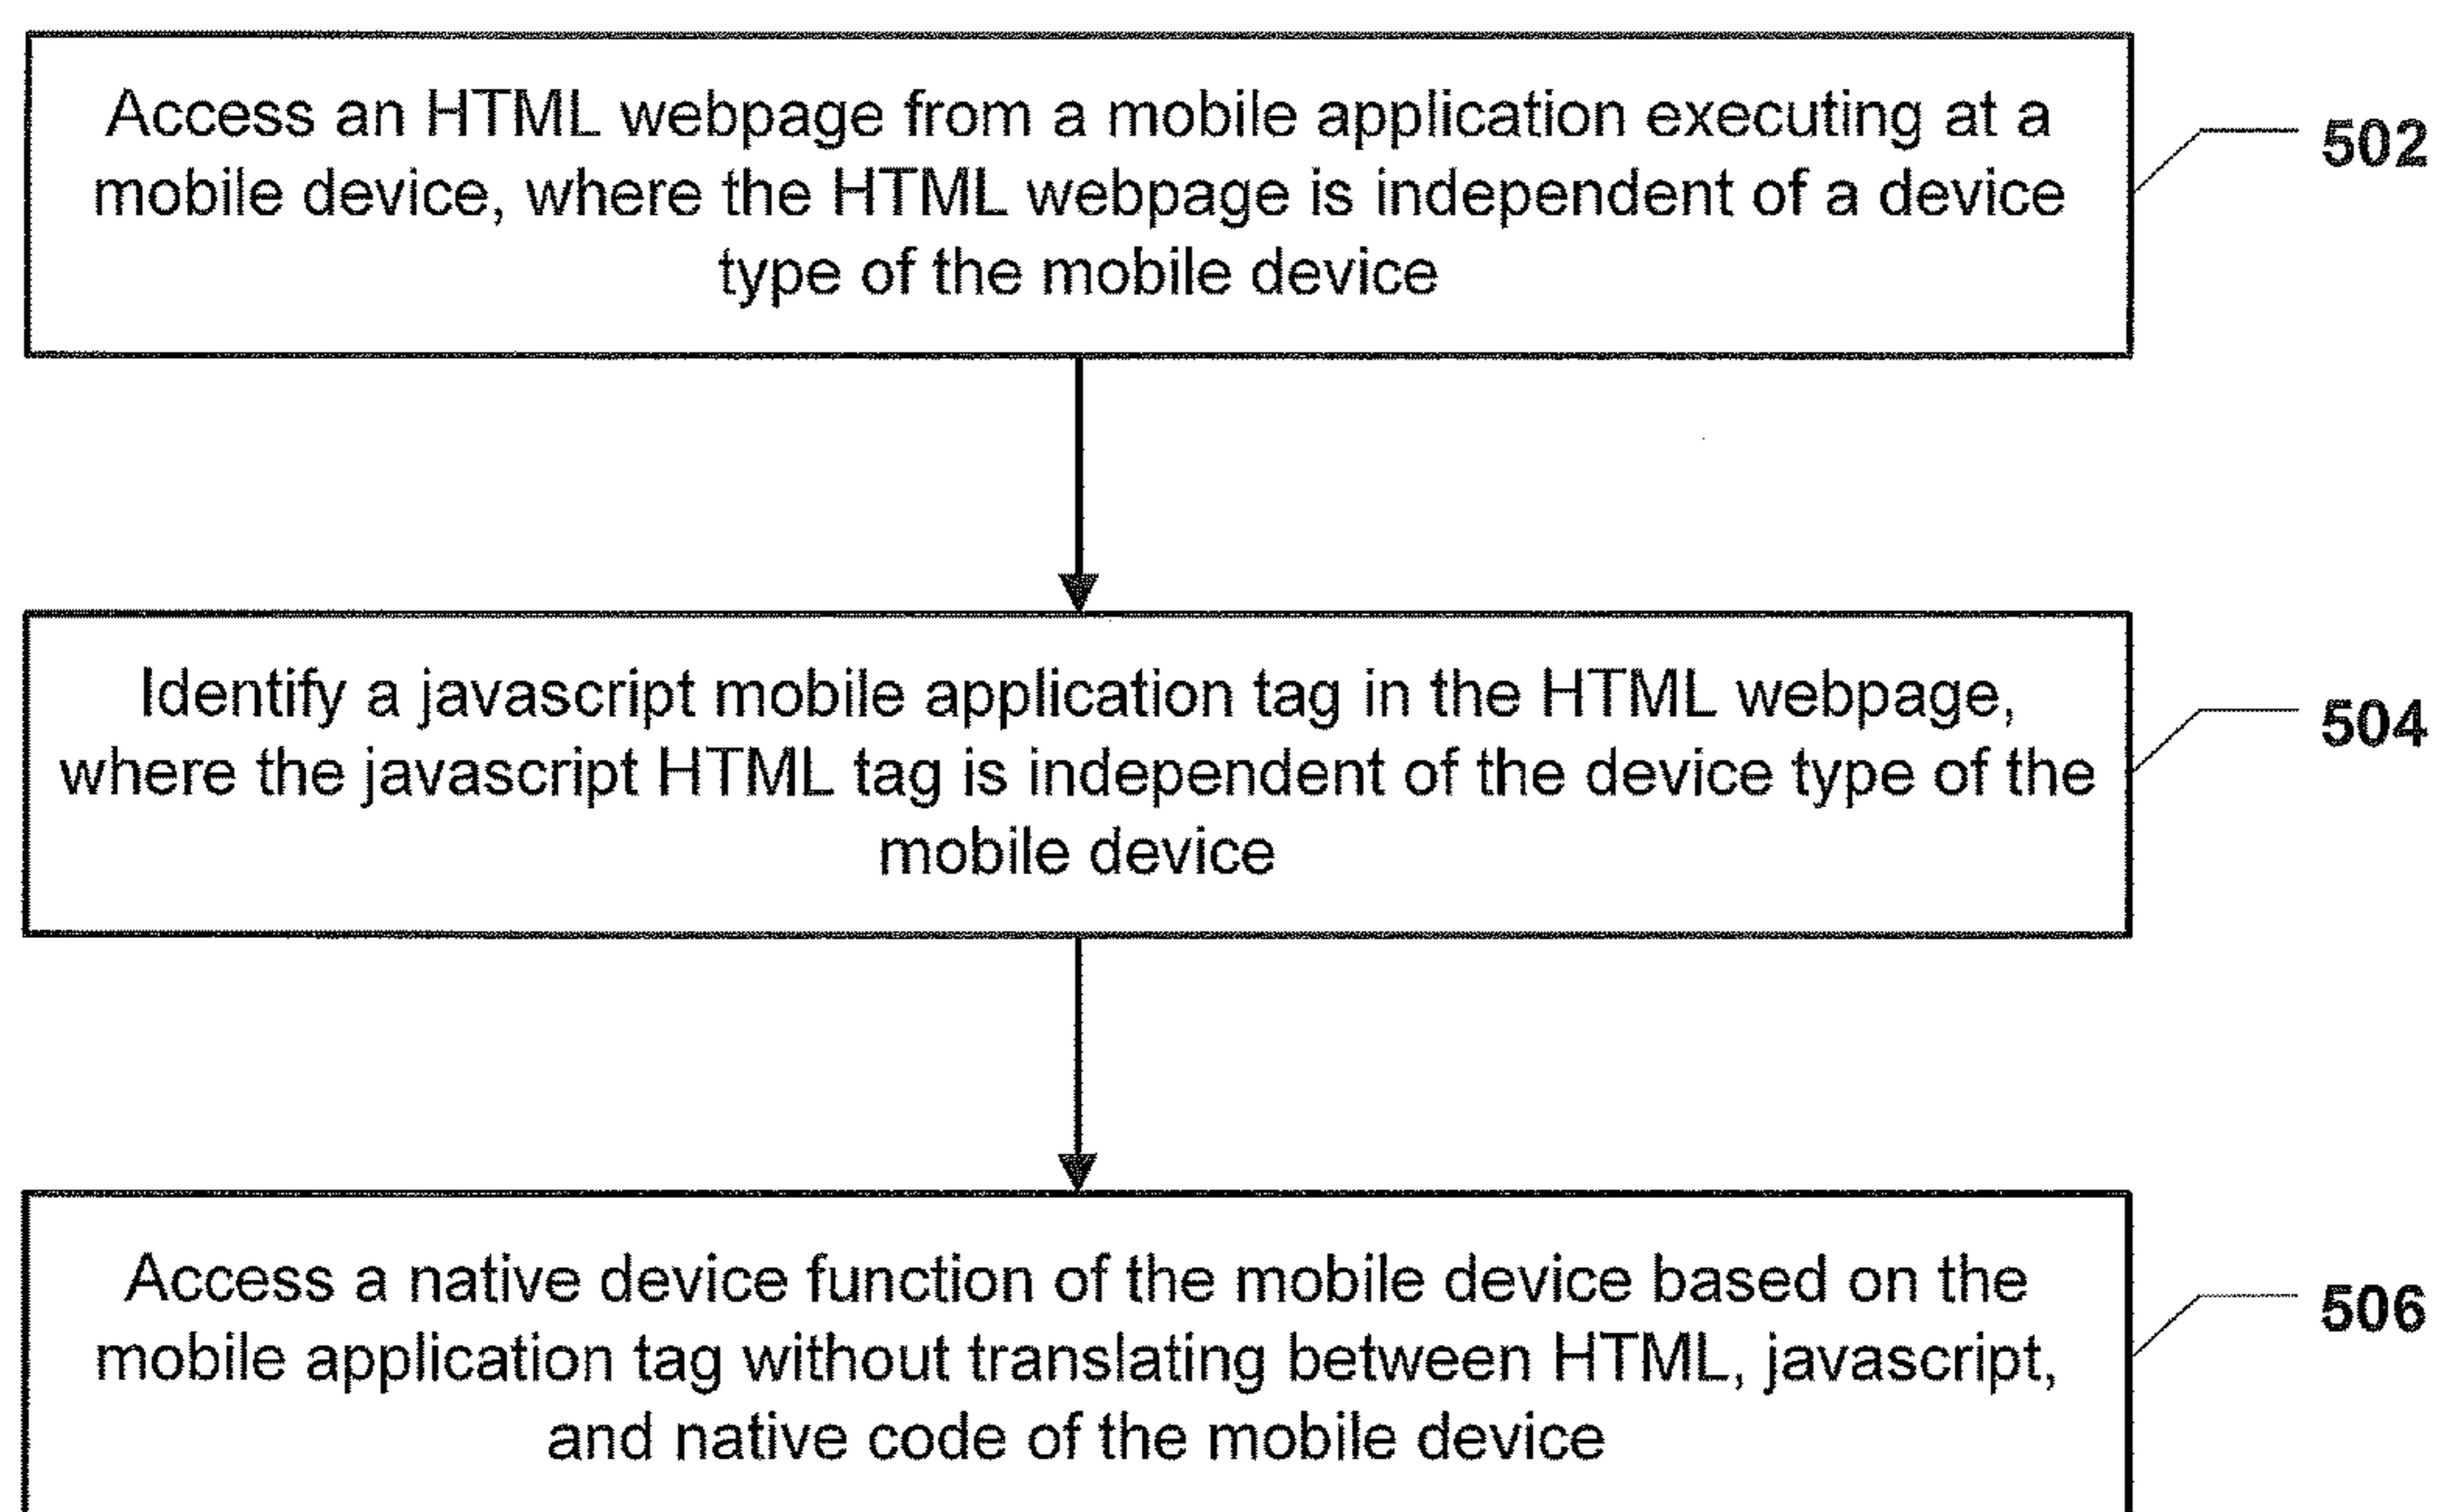 Access an HTML webpage from a mobile application executing at a
mobile device, where the HTML webpage is independent of a device
type of the mobile device
502
Identify a javascript mobile application tag in the HTML webpage,
where the javascript HTML tag is independent of the device type of the
mobile device
504
Access a native device function of the mobile device based on the
mobile application tag without translating between HTML, javascript,
and native code of the mobile device
506